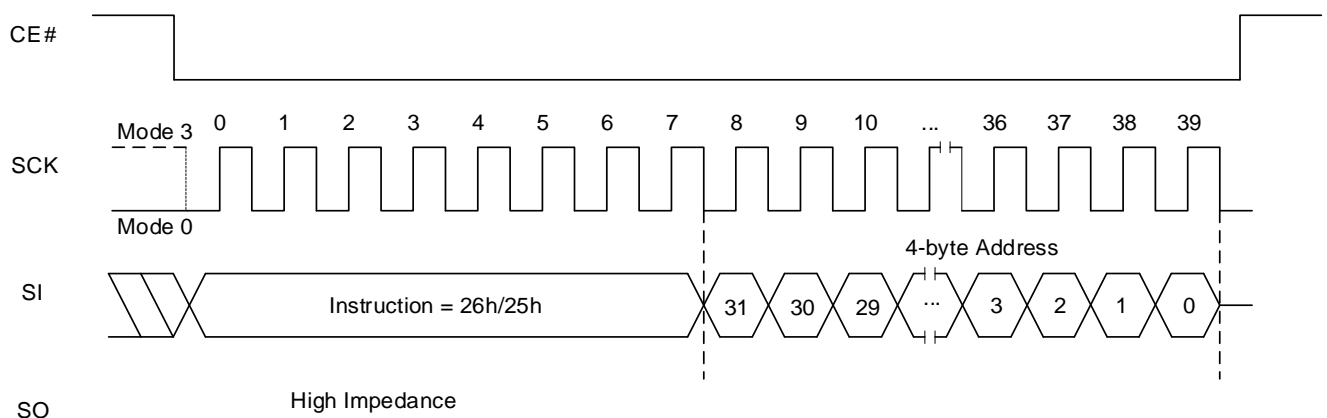 CE#
Mode 3
0 1 2 3 4 5 6 7 8 9 10 ... 36 37 38 39
SCK
Mode 0
4-byte Address
SI
Instruction = 26h/25h
31 30 29 ... 3 2 1 0
High Impedance
SO